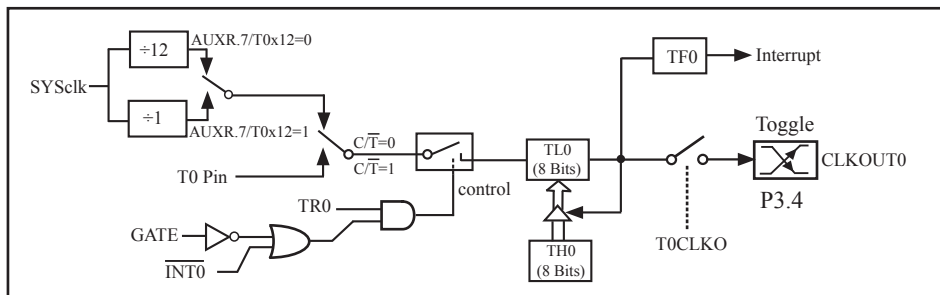 ÷12
AUXR.7/T0x12=0
SYSclk
÷1
AUXR.7/T0x12=1
C/T̅=0
C/T̅=1
T0 Pin
control
TR0
GATE
I̅N̅T̅0̅
TL0
(8 Bits)
TH0
(8 Bits)
TF0
Interrupt
Toggle
CLKOUT0
P3.4
T0CLKO